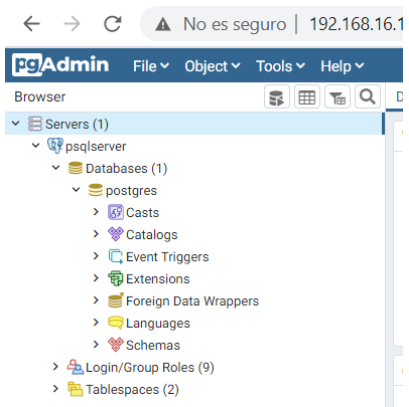 No es seguro | 192.168.16.1
pgAdmin File Object Tools Help
Browser
Servers (1)
psqlserver
Databases (1)
postgres
Casts
Catalogs
Event Triggers
Extensions
Foreign Data Wrappers
Languages
Schemas
Login/Group Roles (9)
Tablespaces (2)